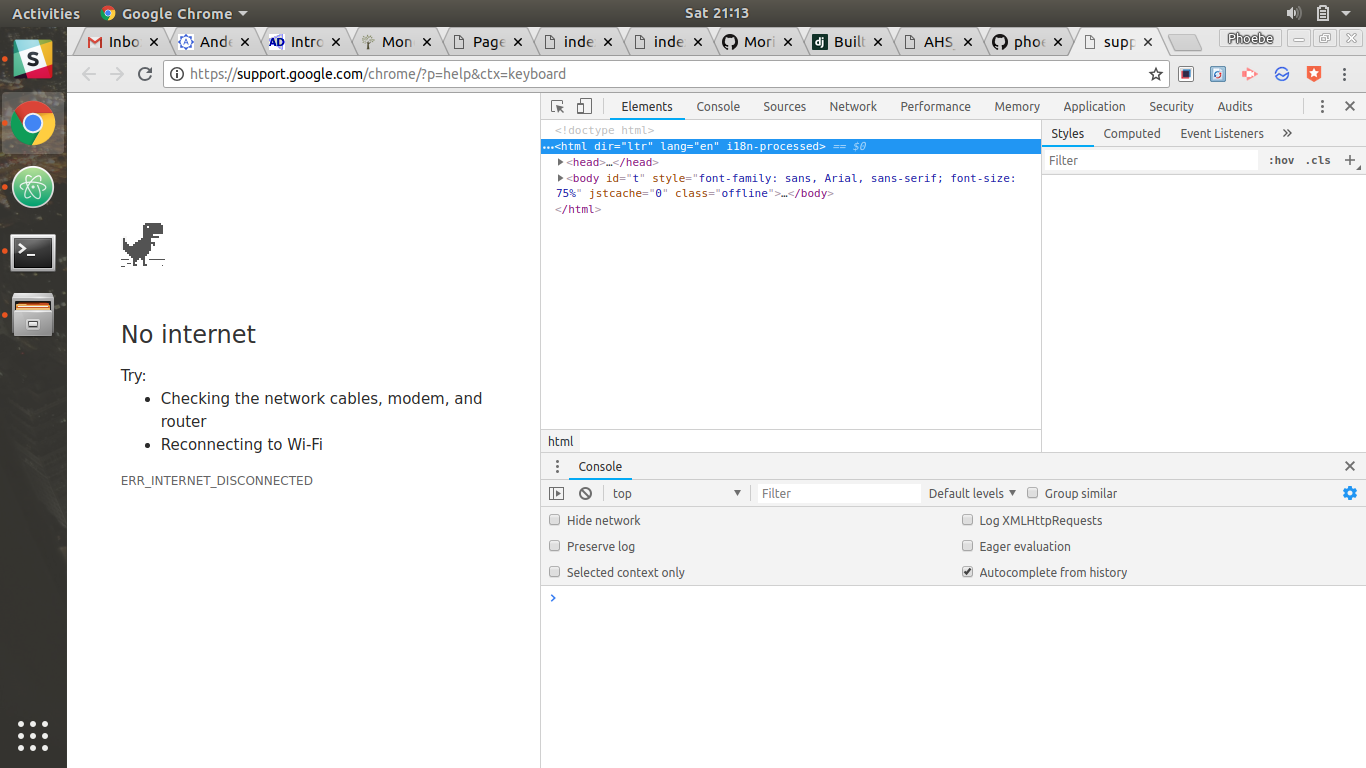 Activities Google Chrome Sat 21:13
Inbo Ande Intro Mon Page inde inde Mori Built AHS_ phoe supp Phoebe
https://support.google.com/chrome/?p=help&ctx=keyboard
Elements Console Sources Network Performance Memory Application Security Audits
<!doctype html>
•••<html dir="ltr" lang="en" i18n-processed> == $0
<head>…</head>
<body id="t" style="font-family: sans, Arial, sans-serif; font-size:
75%" jstcache="0" class="offline">…</body>
</html>
html
Styles Computed Event Listeners »
Filter :hov .cls +
No internet
Try:
• Checking the network cables, modem, and
router
• Reconnecting to Wi-Fi
ERR_INTERNET_DISCONNECTED
Console
top Filter Default levels Group similar
Hide network Log XMLHttpRequests
Preserve log Eager evaluation
Selected context only Autocomplete from history